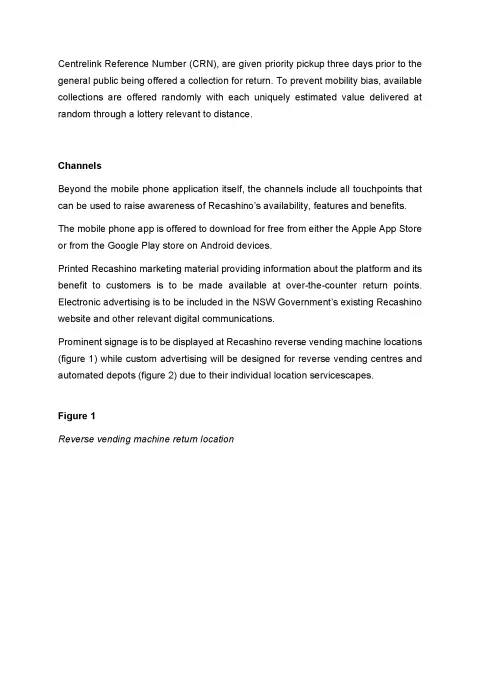 Centrelink Reference Number (CRN), are given priority pickup three days prior to the
general public being offered a collection for return. To prevent mobility bias, available
collections are offered randomly with each uniquely estimated value delivered at
random through a lottery relevant to distance.
Channels
Beyond the mobile phone application itself, the channels include all touchpoints that
can be used to raise awareness of Recashino's availability, features and benefits.
The mobile phone app is offered to download for free from either the Apple App Store
or from the Google Play store on Android devices.
Printed Recashino marketing material providing information about the platform and its
benefit to customers is to be made available at over-the-counter return points.
Electronic advertising is to be included in the NSW Government's existing Recashino
website and other relevant digital communications.
Prominent signage is to be displayed at Recashino reverse vending machine locations
(figure 1) while custom advertising will be designed for reverse vending centres and
automated depots (figure 2) due to their individual location servicescapes.
Figure 1
Reverse vending machine return location